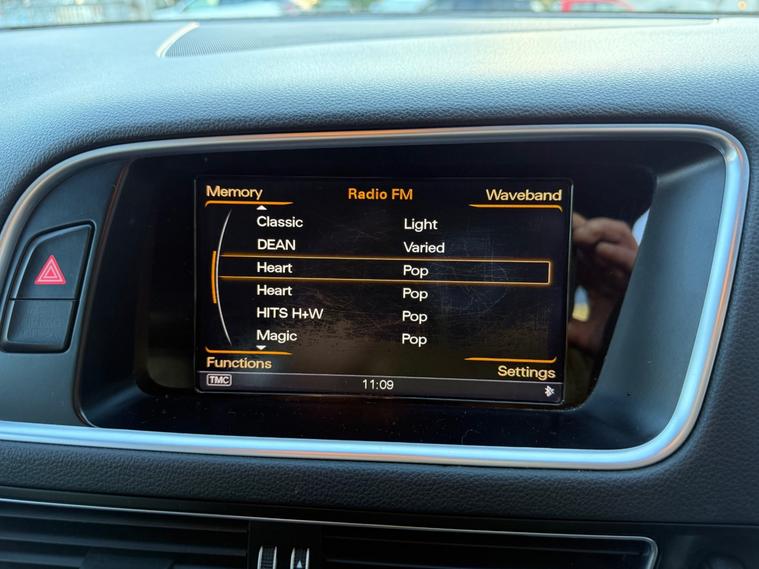 Memory Radio FM Waveband
Classic Light
DEAN Varied
Heart Pop
Heart Pop
HITS H+W Pop
Magic Pop
Functions Settings
TMC 11:09